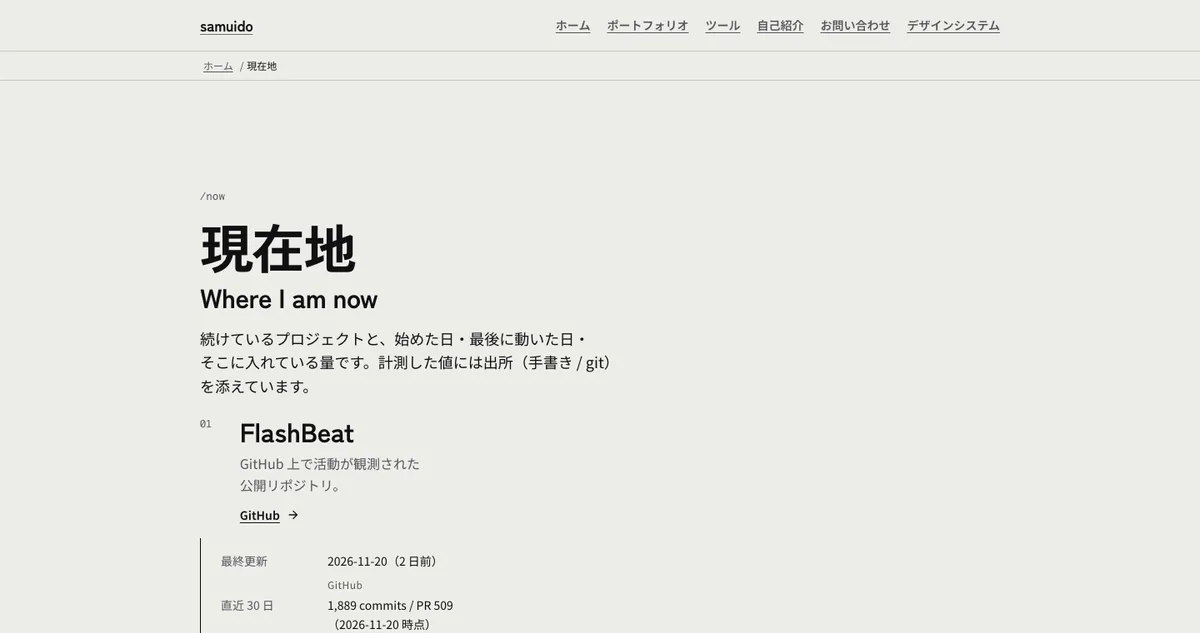 samuido
ホーム ポートフォリオ ツール 自己紹介 お問い合わせ デザインシステム
ホーム / 現在地
/now
現在地
Where I am now
続けているプロジェクトと、始めた日・最後に動いた日・
そこに入れている量です。計測した値には出所（手書き / git）
を添えています。
01
FlashBeat
GitHub 上で活動が観測された
公開リポジトリ。
GitHub →
最終更新 2026-11-20（2 日前）
GitHub
直近 30 日 1,889 commits / PR 509
（2026-11-20 時点）